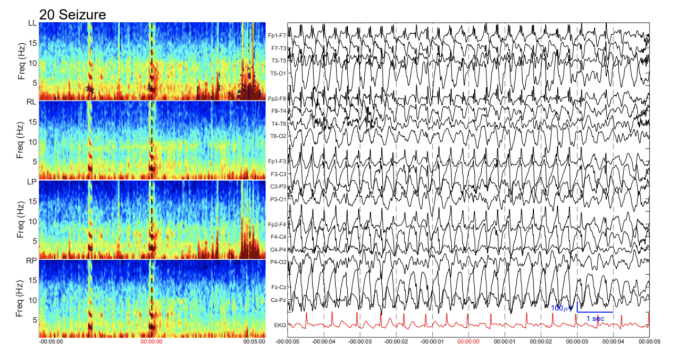 20 Seizure
LL
Freq (Hz)
15
10
5
RL
Freq (Hz)
15
10
5
LP
Freq (Hz)
15
10
5
RP
Freq (Hz)
15
10
5
-00:05:00
00:00:00
00:05:00
Fp1-F7
F7-T3
T3-T5
T5-O1
Fp2-F8
F8-T4
T4-T6
T6-O2
Fp1-F3
F3-C3
C3-P3
P3-O1
Fp2-F4
F4-C4
C4-P4
P4-O2
Fz-Cz
Cz-Pz
EKG
1 sec
-00:00:05
-00:00:04
-00:00:03
-00:00:02
-00:00:01
00:00:00
00:00:01
00:00:02
00:00:03
00:00:04
00:00:05